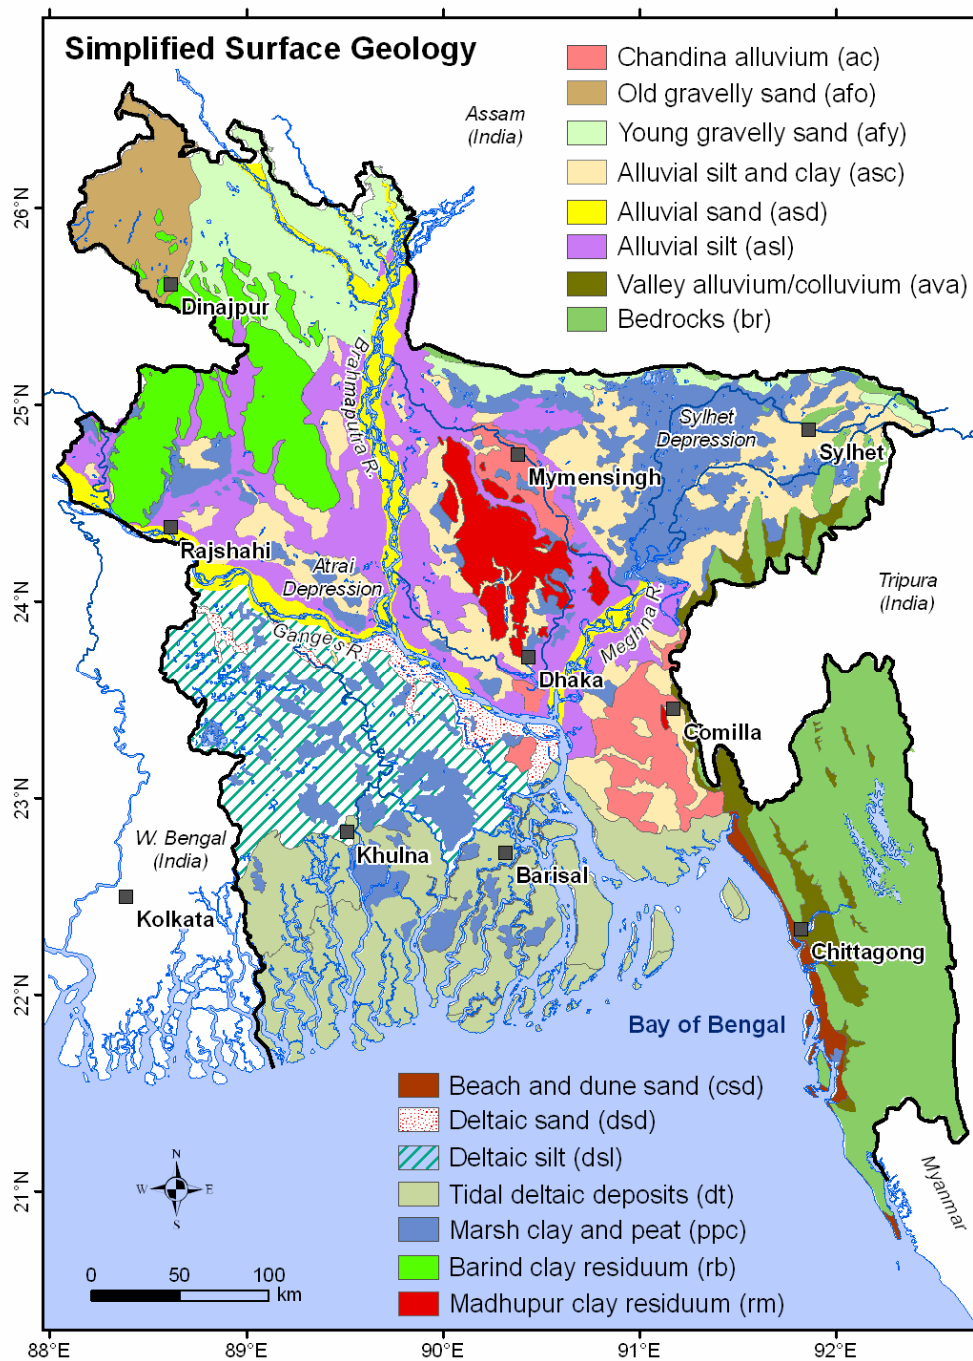 Simplified Surface Geology
Chandina alluvium (ac)
Old gravelly sand (afo)
Young gravelly sand (afy)
Alluvial silt and clay (asc)
Alluvial sand (asd)
Alluvial silt (asl)
Valley alluvium/colluvium (ava)
Bedrocks (br)
Assam
(India)
26°N
25°N
24°N
23°N
22°N
21°N
Dinajpur
Brahmaputra R.
Sylhet
Depression
Sylhet
Mymensingh
Rajshahi
Atrai
Depression
Tripura
(India)
Ganges R.
Meghna R.
Dhaka
Comilla
W. Bengal
(India)
Khulna
Barisal
Kolkata
Chittagong
Bay of Bengal
Myanmar
Beach and dune sand (csd)
Deltaic sand (dsd)
Deltaic silt (dsl)
Tidal deltaic deposits (dt)
Marsh clay and peat (ppc)
Barind clay residuum (rb)
Madhupur clay residuum (rm)
N
W
E
S
0 50 100
km
88°E 89°E 90°E 91°E 92°E